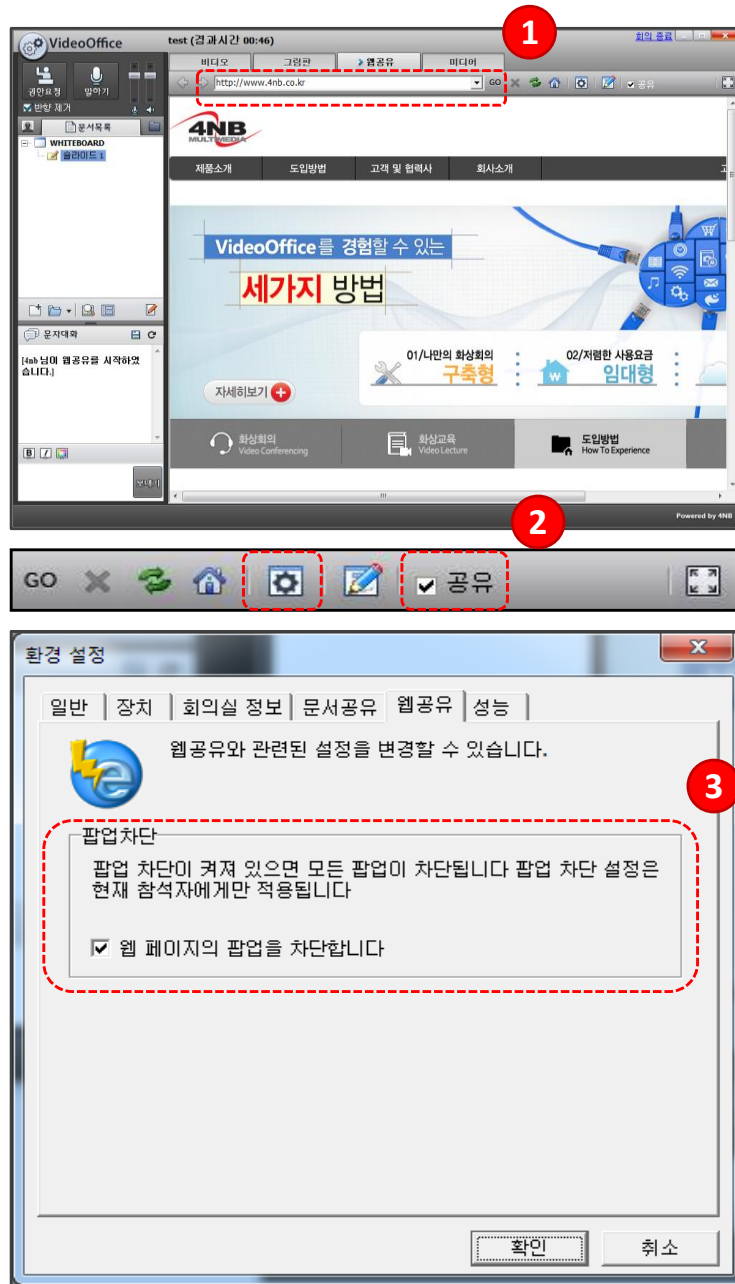 1
VideoOffice
test (경과시간 00:46)
회의 종료
비디오
그림판
웹공유
미디어
권한요청
말하기
반향 제거
http://www.4nb.co.kr
GO
공유
문서목록
WHITEBOARD
슬라이드 1
4NB
MULTIMEDIA
제품소개
도입방법
고객 및 협력사
회사소개
고
VideoOffice를 경험할 수 있는
세가지 방법
01/나만의 화상회의
구축형
02/저렴한 사용요금
임대형
자세히보기
문자대화
[4nb 님이 웹공유를 시작하였
습니다.]
화상회의
Video Conferencing
화상교육
Video Lecture
도입방법
How To Experience
B
I
보내기
Powered by 4NB
2
GO
공유
환경 설정
일반
장치
회의실 정보
문서공유
웹공유
성능
웹공유와 관련된 설정을 변경할 수 있습니다.
3
팝업차단
팝업 차단이 켜져 있으면 모든 팝업이 차단됩니다 팝업 차단 설정은
현재 참석자에게만 적용됩니다
웹 페이지의 팝업을 차단합니다
확인
취소